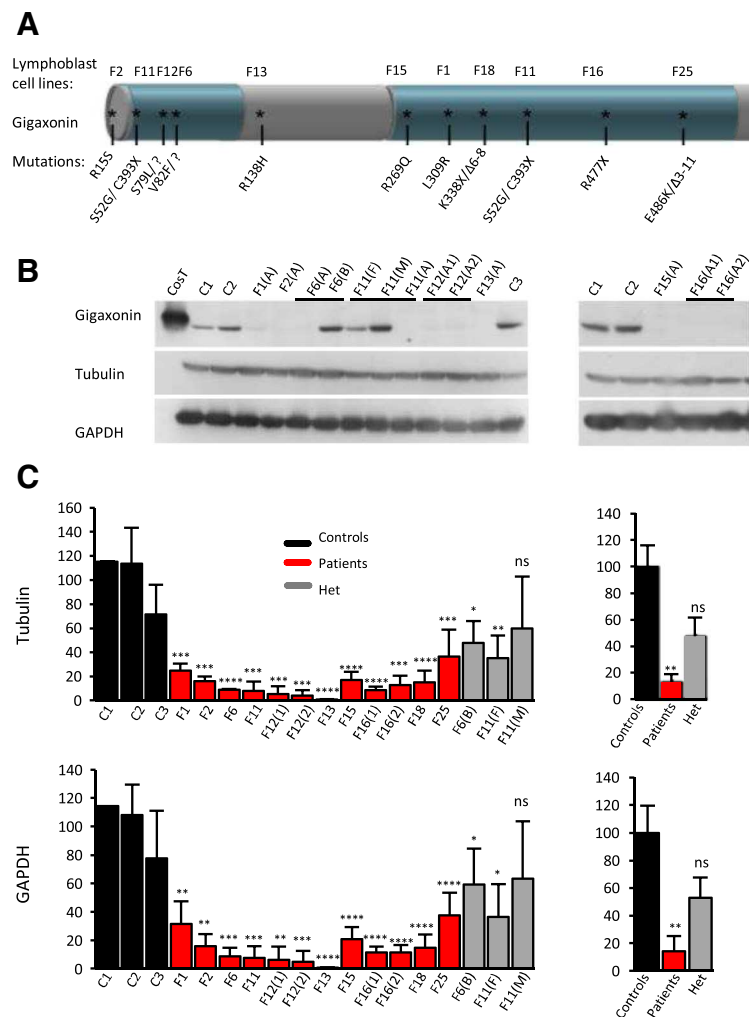 A
Lymphoblast cell lines: F2 F11 F12 F6 F13 F15 F1 F18 F11 F16 F25
Gigaxonin * * * * * * * * * * *
Mutations: R15S S52G/ C393X S79L/ ? V82F/ ? R138H R269Q L309R K338X/Δ6-8 S52G/ C393X R477X E486K/Δ3-11
B
CosT C1 C2 F1(A) F2(A) F6(A) F6(B) F11(F) F11(M) F11(A) F12(A1) F12(A2) F13(A) C3 C1 C2 F15(A) F16(A1) F16(A2)
Gigaxonin
Tubulin
GAPDH
C
Tubulin
160
140
120
100
80
60
40
20
0
Controls
Patients
Het
*** *** **** *** *** *** **** **** **** *** **** *** * ** ns
C1 C2 C3 F1 F2 F6 F11 F12(1) F12(2) F13 F15 F16(1) F16(2) F18 F25 F6(B) F11(F) F11(M)
140
120
100
80
60
40
20
0
** ns
Controls Patients Het
GAPDH
140
120
100
80
60
40
20
0
** ** *** *** ** *** **** **** **** **** **** **** * * ns
C1 C2 C3 F1 F2 F6 F11 F12(1) F12(2) F13 F15 F16(1) F16(2) F18 F25 F6(B) F11(F) F11(M)
140
120
100
80
60
40
20
0
** ns
Controls Patients Het